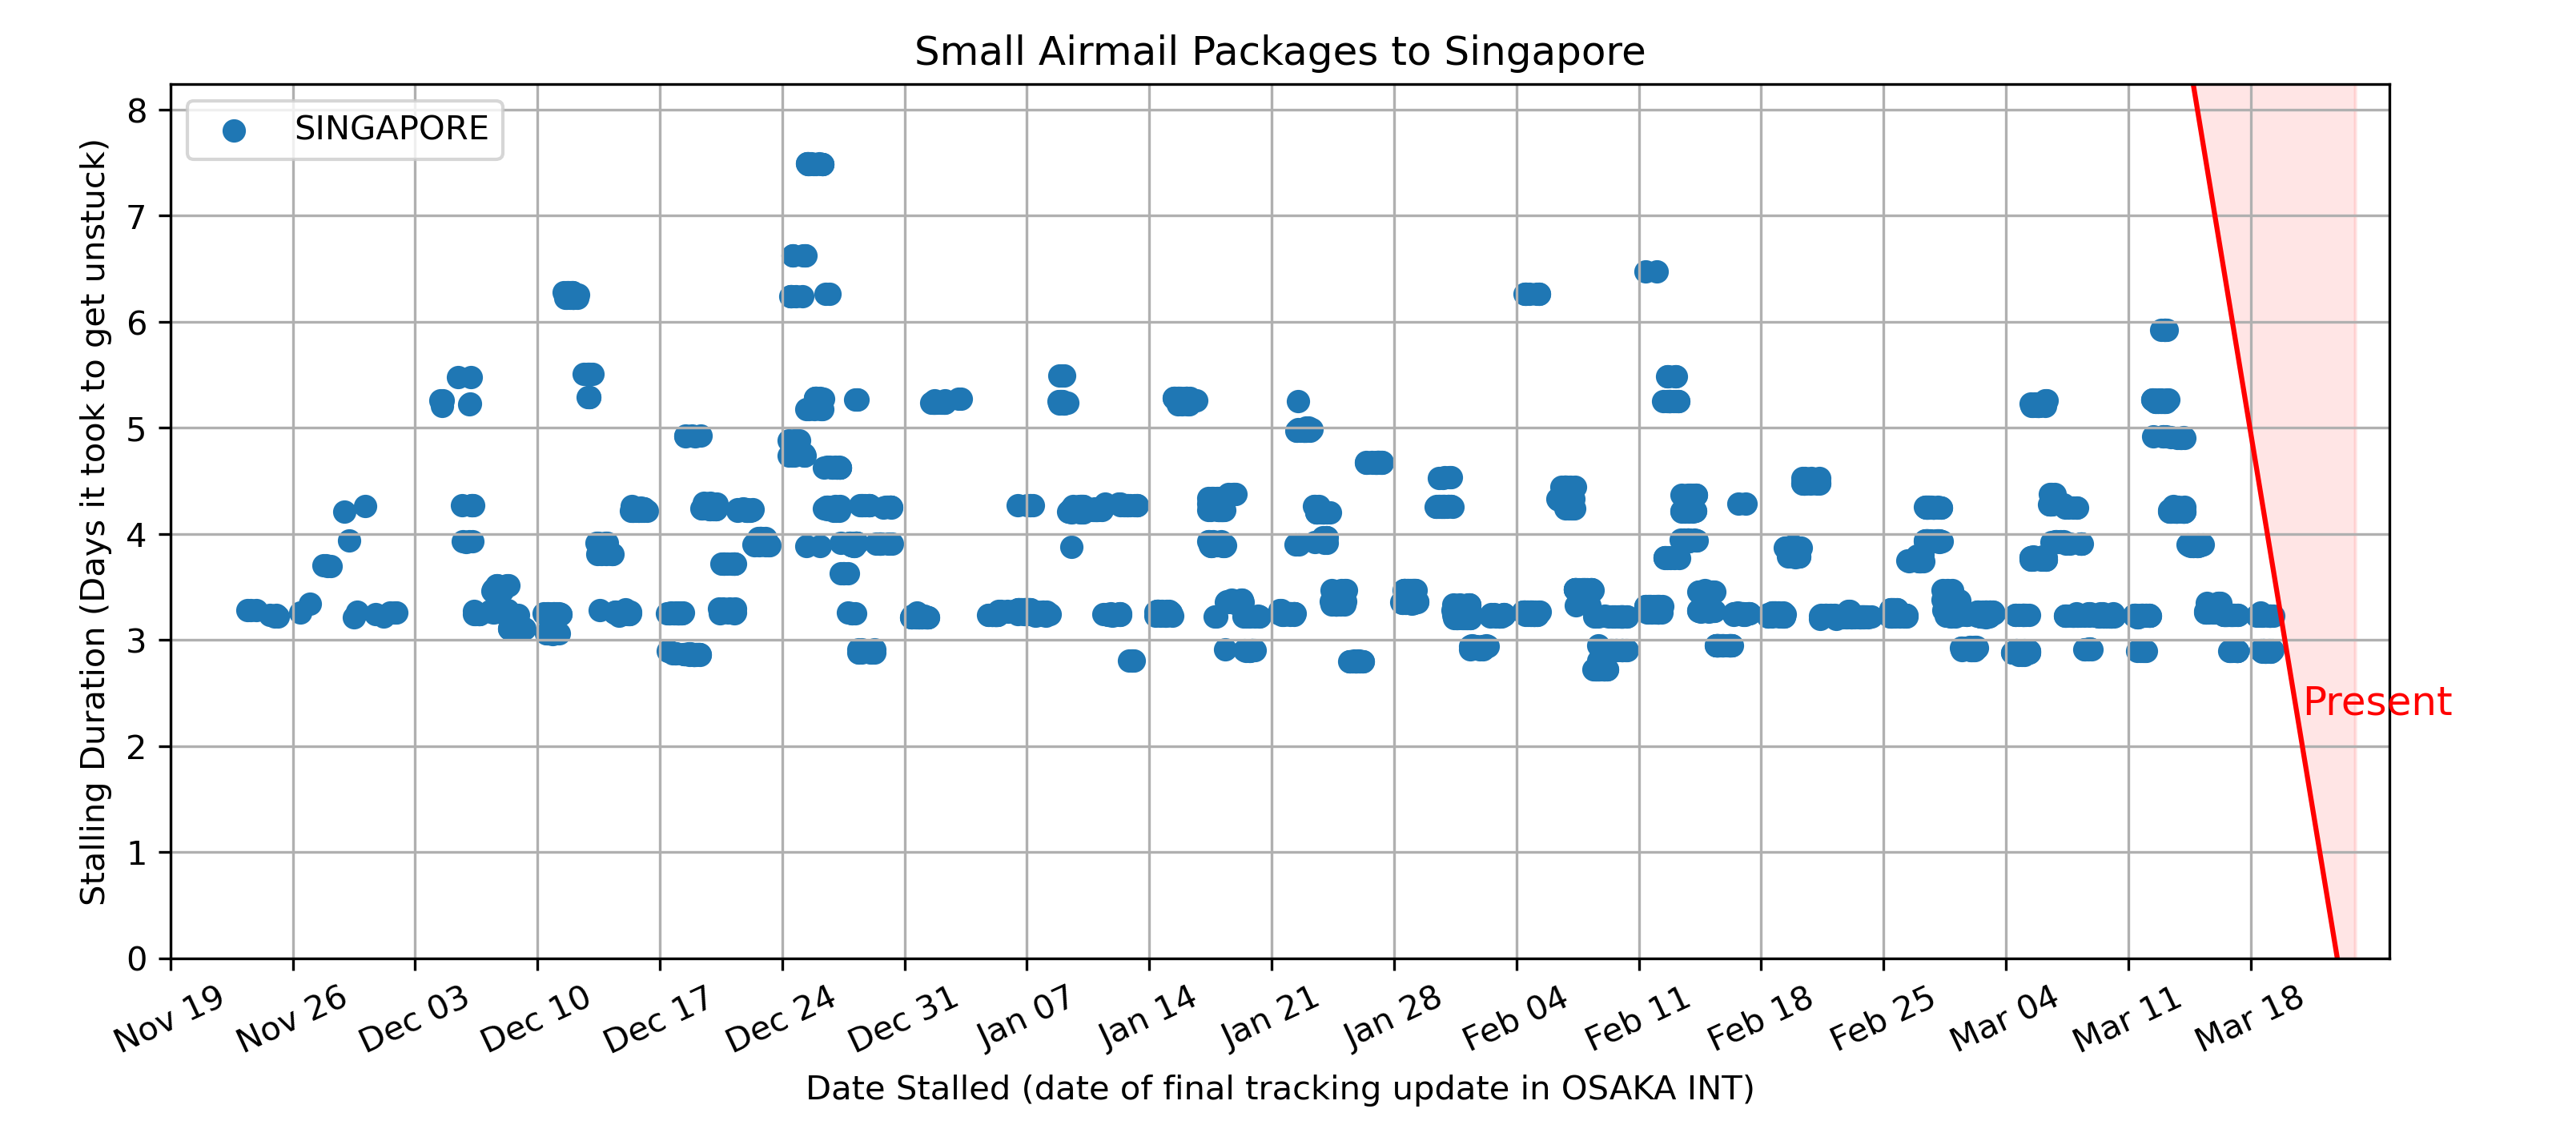 Small Airmail Packages to Singapore
SINGAPORE
Stalling Duration (Days it took to get unstuck)
8
7
6
5
4
3
2
1
0
Present
Nov 19
Nov 26
Dec 03
Dec 10
Dec 17
Dec 24
Dec 31
Jan 07
Jan 14
Jan 21
Jan 28
Feb 04
Feb 11
Feb 18
Feb 25
Mar 04
Mar 11
Mar 18
Date Stalled (date of final tracking update in OSAKA INT)